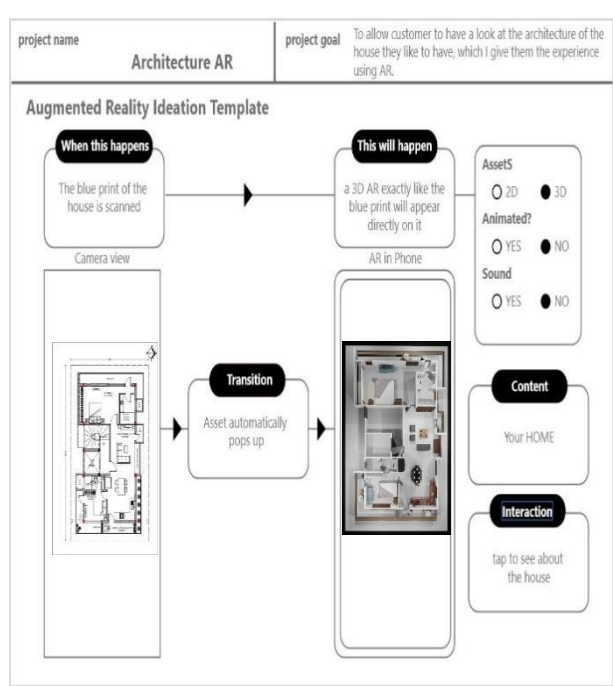 project name
Architecture AR
project goal
To allow customer to have a look at the architecture of the
house they like to have, which I give them the experience
using AR.
Augmented Reality Ideation Template
When this happens
The blue print of the
house is scanned
This will happen
a 3D AR exactly like the
blue print will appear
directly on it
AssetS
2D 3D
Animated?
YES NO
Sound
YES NO
Camera view
AR in Phone
Transition
Asset automatically
pops up
Content
Your HOME
Interaction
tap to see about
the house